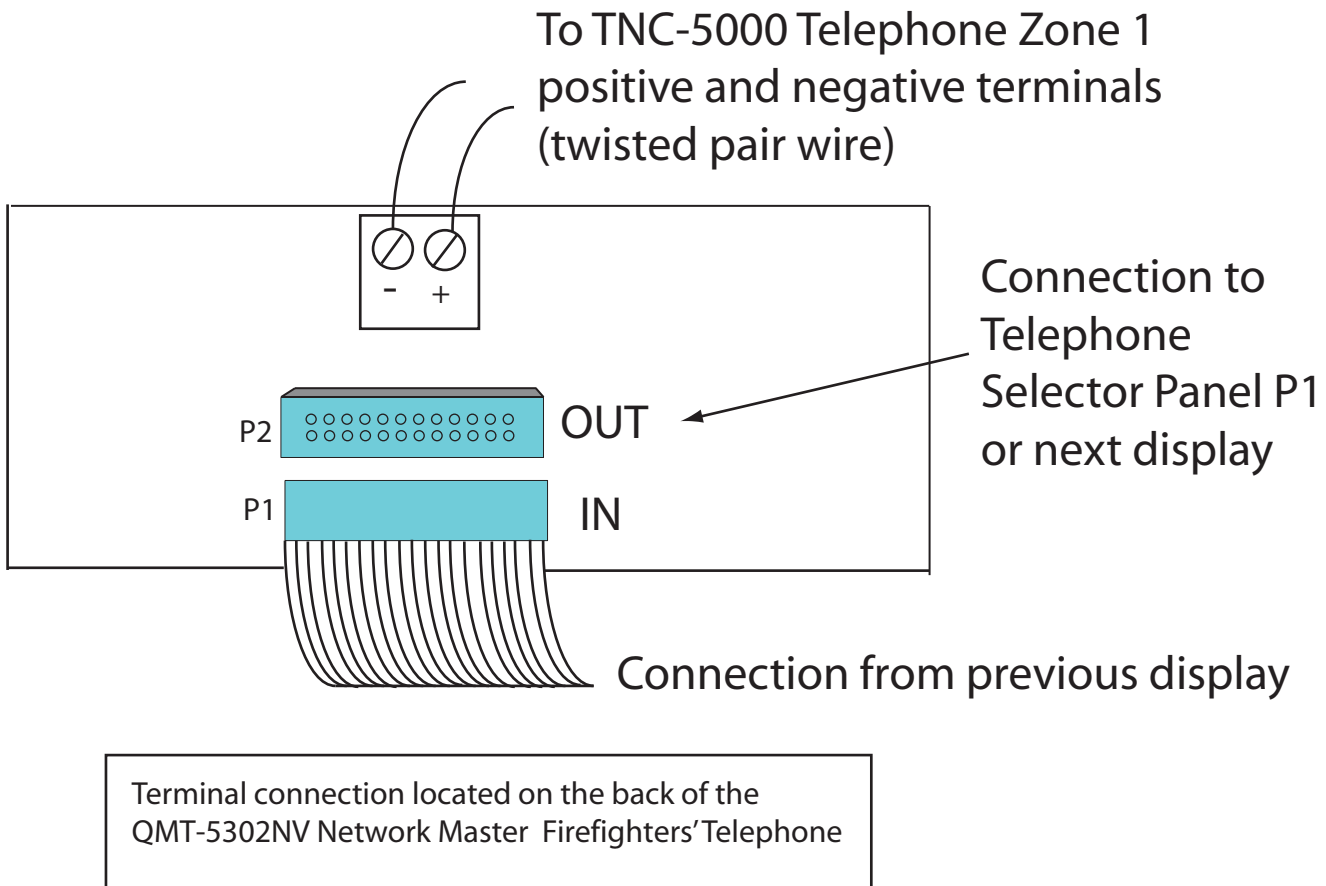 To TNC-5000 Telephone Zone 1
positive and negative terminals
(twisted pair wire)
- +
Connection to
Telephone
Selector Panel P1
or next display
P2 OUT
P1 IN
Connection from previous display
Terminal connection located on the back of the
QMT-5302NV Network Master Firefighters' Telephone